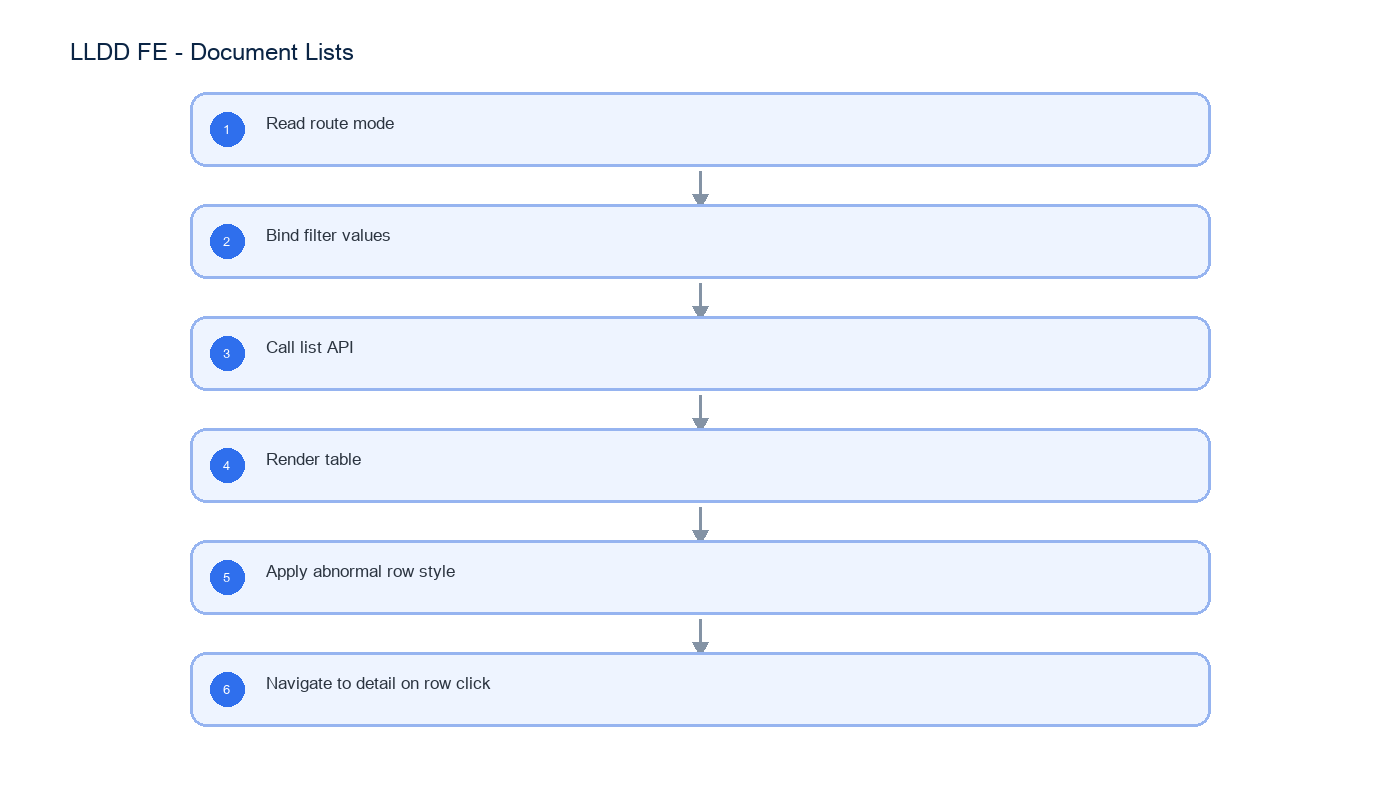 LLDD FE - Document Lists
1 Read route mode
2 Bind filter values
3 Call list API
4 Render table
5 Apply abnormal row style
6 Navigate to detail on row click